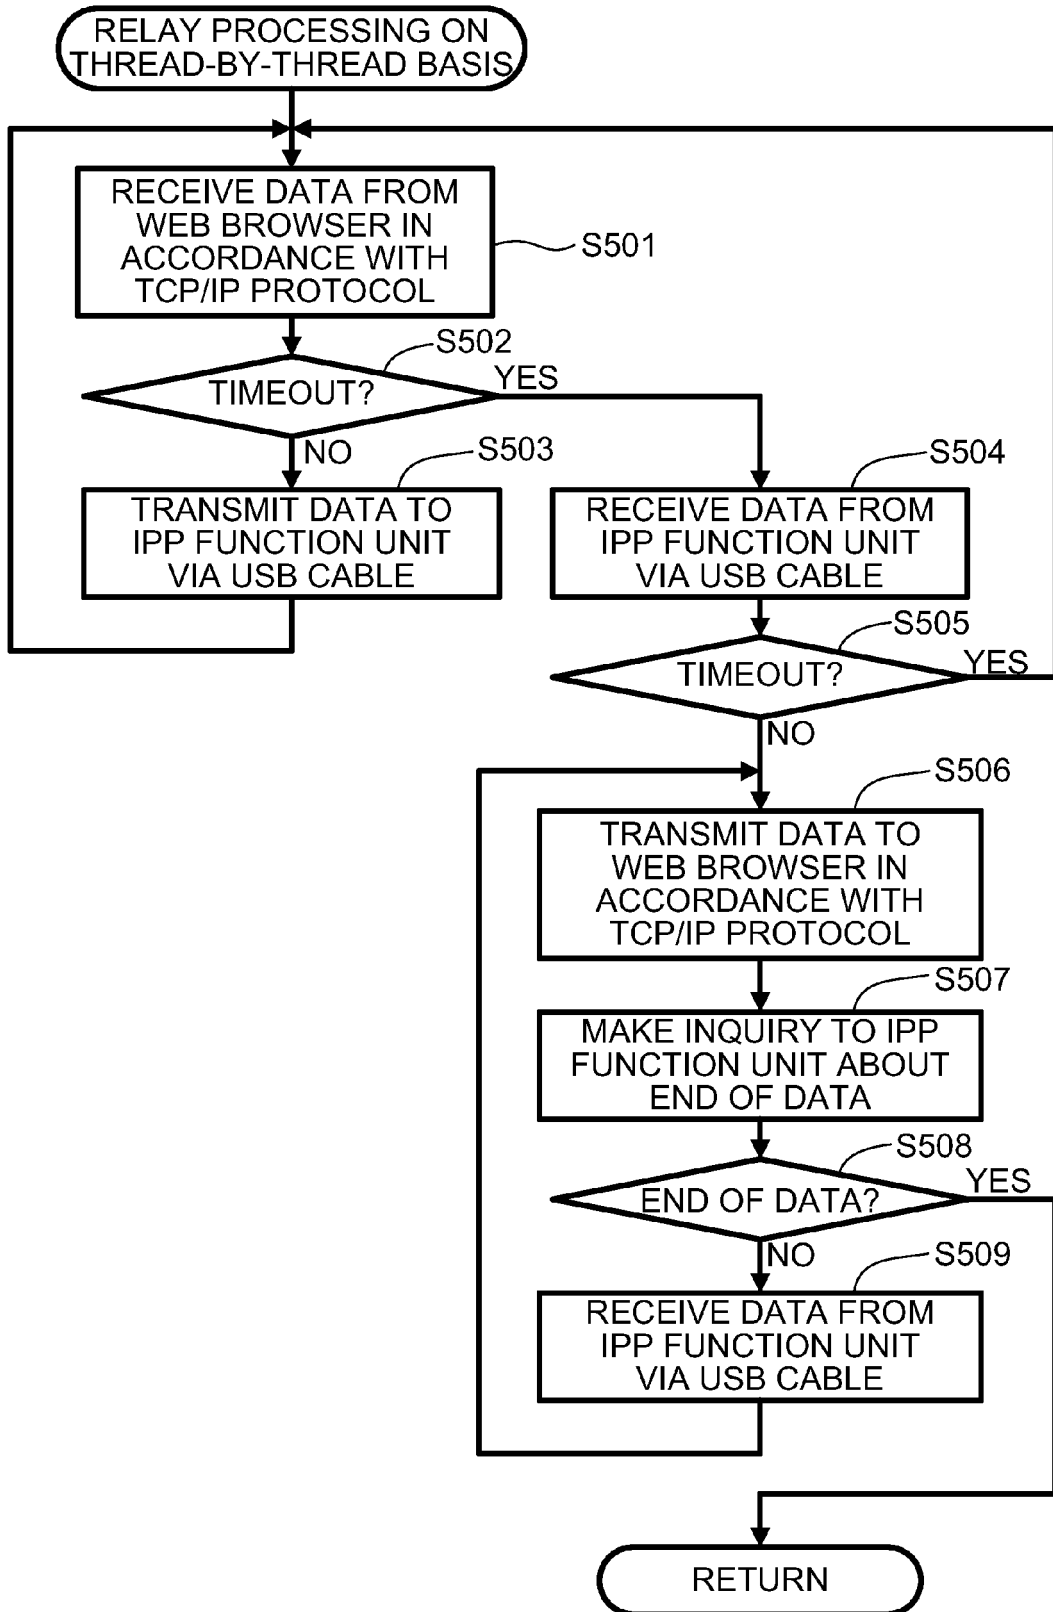 RELAY PROCESSING ON
THREAD-BY-THREAD BASIS
RECEIVE DATA FROM
WEB BROWSER IN
ACCORDANCE WITH
TCP/IP PROTOCOL
S501
S502
TIMEOUT?
YES
NO
S503
TRANSMIT DATA TO
IPP FUNCTION UNIT
VIA USB CABLE
S504
RECEIVE DATA FROM
IPP FUNCTION UNIT
VIA USB CABLE
S505
TIMEOUT?
YES
NO
S506
TRANSMIT DATA TO
WEB BROWSER IN
ACCORDANCE WITH
TCP/IP PROTOCOL
S507
MAKE INQUIRY TO IPP
FUNCTION UNIT ABOUT
END OF DATA
S508
END OF DATA?
YES
NO
S509
RECEIVE DATA FROM
IPP FUNCTION UNIT
VIA USB CABLE
RETURN